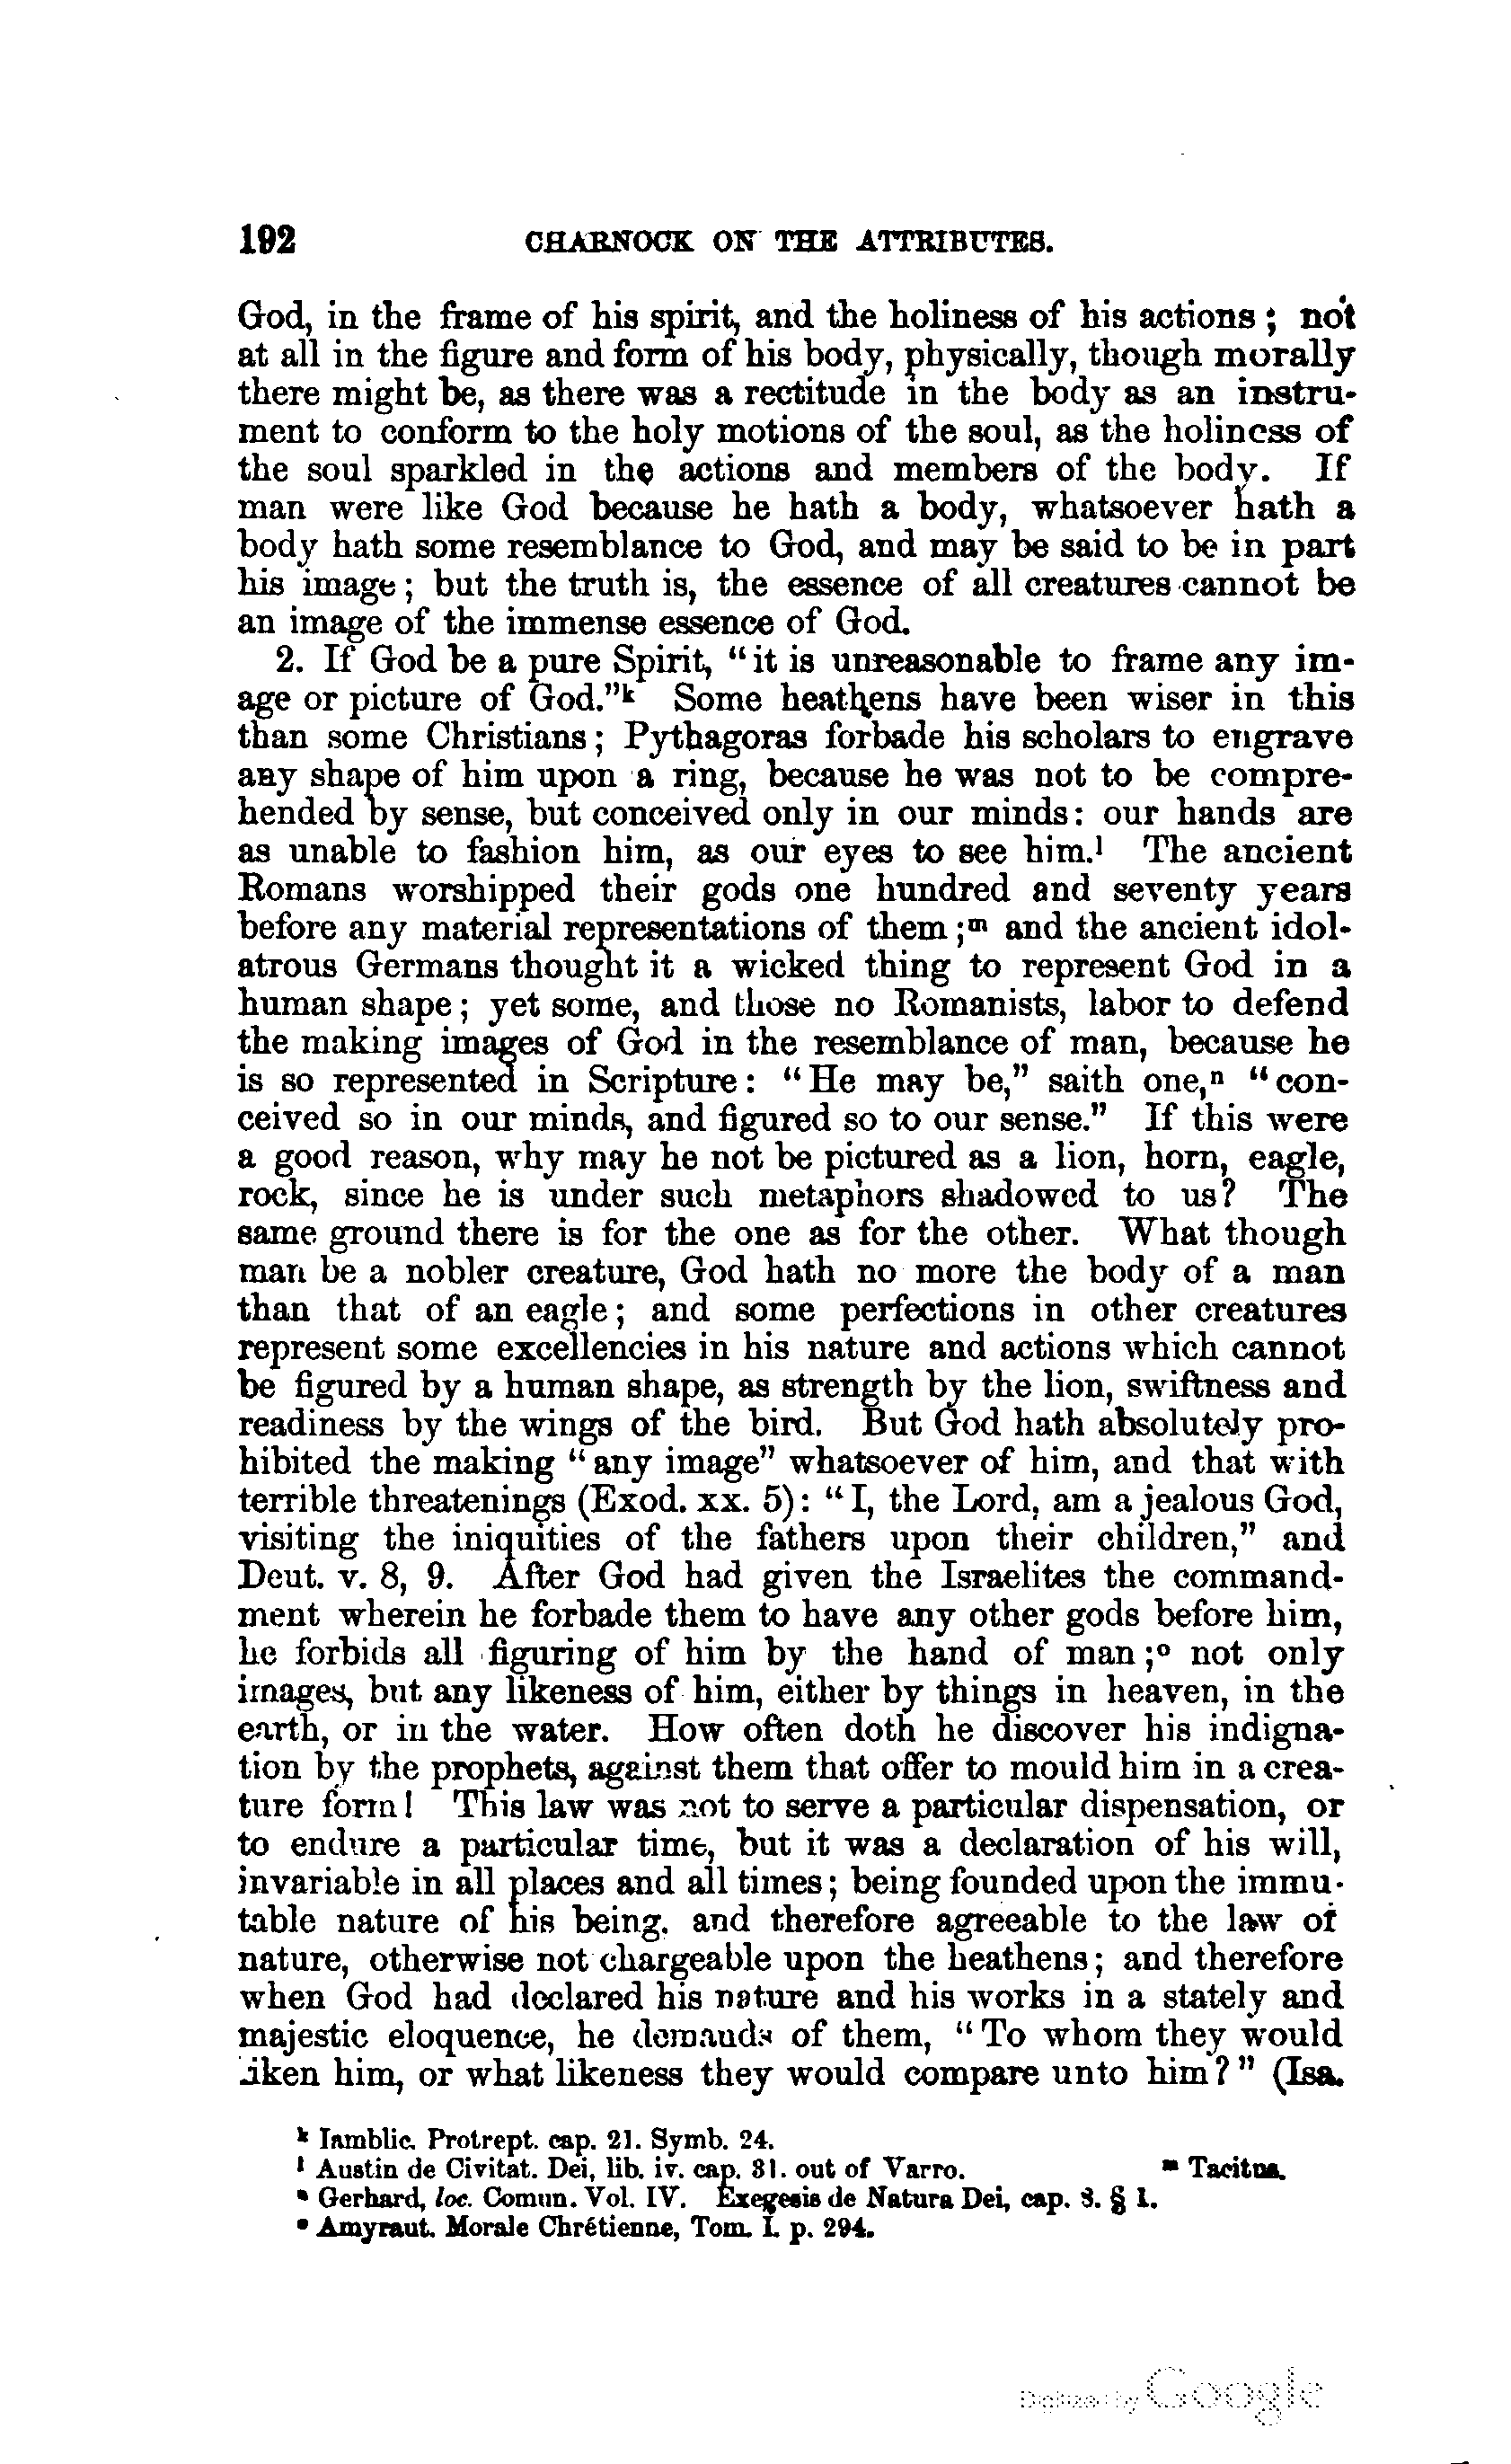 192 CHARNOCK ON THE ATTRIBUTES.
God, in the frame of his spirit, and the holiness of his actions; not
at all in the figure and form of his body, physically, though morally
there might be, as there was a rectitude in the body as an instru-
ment to conform to the holy motions of the soul, as the holiness of
the soul sparkled in the actions and members of the body. If
man were like God because he hath a body, whatsoever hath a
body hath some resemblance to God, and may be said to be in part
his image; but the truth is, the essence of all creatures cannot be
an image of the immense essence of God.
2. If God be a pure Spirit, "it is unreasonable to frame any im-
age or picture of God."k Some heathens have been wiser in this
than some Christians; Pythagoras forbade his scholars to engrave
any shape of him upon a ring, because he was not to be compre-
hended by sense, but conceived only in our minds: our hands are
as unable to fashion him, as our eyes to see him.l The ancient
Romans worshipped their gods one hundred and seventy years
before any material representations of them;m and the ancient idol-
atrous Germans thought it a wicked thing to represent God in a
human shape; yet some, and those no Romanists, labor to defend
the making images of God in the resemblance of man, because he
is so represented in Scripture: "He may be," saith one,n "con-
ceived so in our minds, and figured so to our sense." If this were
a good reason, why may he not be pictured as a lion, horn, eagle,
rock, since he is under such metaphors shadowed to us? The
same ground there is for the one as for the other. What though
man be a nobler creature, God hath no more the body of a man
than that of an eagle; and some perfections in other creatures
represent some excellencies in his nature and actions which cannot
be figured by a human shape, as strength by the lion, swiftness and
readiness by the wings of the bird. But God hath absolutely pro-
hibited the making "any image" whatsoever of him, and that with
terrible threatenings (Exod. xx. 5): "I, the Lord, am a jealous God,
visiting the iniquities of the fathers upon their children," and
Deut. v. 8, 9. After God had given the Israelites the command-
ment wherein he forbade them to have any other gods before him,
he forbids all figuring of him by the hand of man;o not only
images, but any likeness of him, either by things in heaven, in the
earth, or in the water. How often doth he discover his indigna-
tion by the prophets, against them that offer to mould him in a crea-
ture form! This law was not to serve a particular dispensation, or
to endure a particular time, but it was a declaration of his will,
invariable in all places and all times; being founded upon the immu-
table nature of his being, and therefore agreeable to the law of
nature, otherwise not chargeable upon the heathens; and therefore
when God had declared his nature and his works in a stately and
majestic eloquence, he demands of them, "To whom they would
liken him, or what likeness they would compare unto him?" (Isa.
k Iamblic. Protrept. cap. 21. Symb. 24.
l Austin de Civitat. Dei, lib. iv. cap. 31. out of Varro. m Tacitus.
n Gerhard, loc. Comun. Vol. IV. Exegesis de Natura Dei, cap. 3. § 1.
o Amyraut. Morale Chrétienne, Tom. I. p. 294.
Digitized by Google